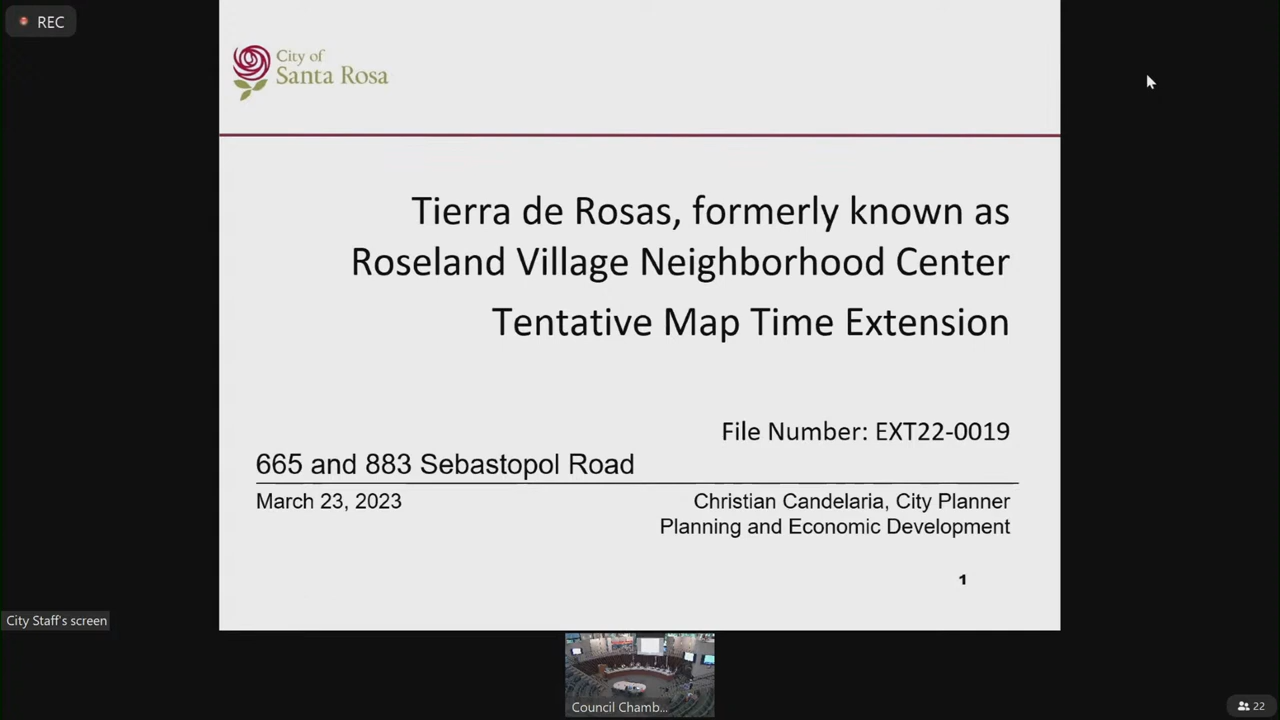 REC
City of
Santa Rosa
Tierra de Rosas, formerly known as
Roseland Village Neighborhood Center
Tentative Map Time Extension
File Number: EXT22-0019
665 and 883 Sebastopol Road
March 23, 2023
Christian Candelaria, City Planner
Planning and Economic Development
1
City Staff's screen
Council Chamb...
22